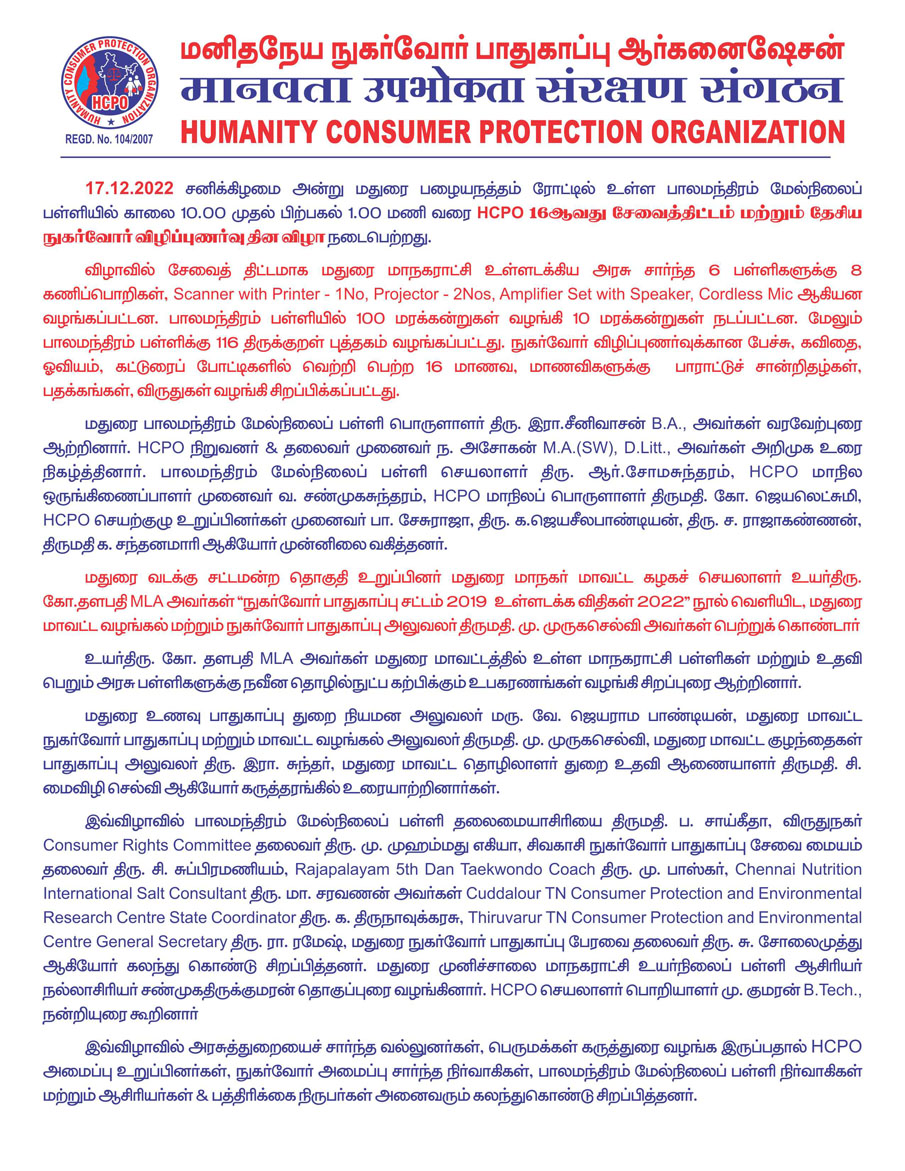 மனிதநேய நுகர்வோர் பாதுகாப்பு ஆர்கனைஷேசன்
मानवता उपभोक्ता संरक्षण संगठन
HUMANITY CONSUMER PROTECTION ORGANIZATION
HUMANITY CONSUMER PROTECTION ORGANIZATION
HCPO
REGD. No. 104/2007
17.12.2022 சனிக்கிழமை அன்று மதுரை பழையநத்தம் ரோட்டில் உள்ள பாலமந்திரம் மேல்நிலைப்
பள்ளியில் காலை 10.00 முதல் பிற்பகல் 1.00 மணி வரை HCPO 16ஆவது சேவைத்திட்டம் மற்றும் தேசிய
நுகர்வோர் விழிப்புணர்வு தின விழா நடைபெற்றது.
விழாவில் சேவைத் திட்டமாக மதுரை மாநகராட்சி உள்ளடக்கிய அரசு சார்ந்த 6 பள்ளிகளுக்கு 8
கணிப்பொறிகள், Scanner with Printer - 1No, Projector - 2Nos, Amplifier Set with Speaker, Cordless Mic ஆகியன
வழங்கப்பட்டன. பாலமந்திரம் பள்ளியில் 100 மரக்கன்றுகள் வழங்கி 10 மரக்கன்றுகள் நடப்பட்டன. மேலும்
பாலமந்திரம் பள்ளிக்கு 116 திருக்குறள் புத்தகம் வழங்கப்பட்டது. நுகர்வோர் விழிப்புணர்வுக்கான பேச்சு, கவிதை,
ஓவியம், கட்டுரைப் போட்டிகளில் வெற்றி பெற்ற 16 மாணவ, மாணவிகளுக்கு பாராட்டுச் சான்றிதழ்கள்,
பதக்கங்கள், விருதுகள் வழங்கி சிறப்பிக்கப்பட்டது.
மதுரை பாலமந்திரம் மேல்நிலைப் பள்ளி பொருளாளர் திரு. இரா.சீனிவாசன் B.A., அவர்கள் வரவேற்புரை
ஆற்றினார். HCPO நிறுவனர் & தலைவர் முனைவர் ந. அசோகன் M.A.(SW), D.Litt., அவர்கள் அறிமுக உரை
நிகழ்த்தினார். பாலமந்திரம் மேல்நிலைப் பள்ளி செயலாளர் திரு. ஆர்.சோமசுந்தரம், HCPO மாநில
ஒருங்கிணைப்பாளர் முனைவர் வ. சண்முகசுந்தரம், HCPO மாநிலப் பொருளாளர் திருமதி. கோ. ஜெயலெட்சுமி,
HCPO செயற்குழு உறுப்பினர்கள் முனைவர் பா. சேசுராஜா, திரு. க.ஜெயசீலபாண்டியன், திரு. ச. ராஜாகண்ணன்,
திருமதி க. சந்தனமாரி ஆகியோர் முன்னிலை வகித்தனர்.
மதுரை வடக்கு சட்டமன்ற தொகுதி உறுப்பினர் மதுரை மாநகர் மாவட்ட கழகச் செயலாளர் உயர்திரு.
கோ.தளபதி MLA அவர்கள் “நுகர்வோர் பாதுகாப்பு சட்டம் 2019 உள்ளடக்க விதிகள் 2022” நூல் வெளியிட, மதுரை
மாவட்ட வழங்கல் மற்றும் நுகர்வோர் பாதுகாப்பு அலுவலர் திருமதி. மு. முருகசெல்வி அவர்கள் பெற்றுக் கொண்டார்
உயர்திரு. கோ. தளபதி MLA அவர்கள் மதுரை மாவட்டத்தில் உள்ள மாநகராட்சி பள்ளிகள் மற்றும் உதவி
பெறும் அரசு பள்ளிகளுக்கு நவீன தொழில்நுட்ப கற்பிக்கும் உபகரணங்கள் வழங்கி சிறப்புரை ஆற்றினார்.
மதுரை உணவு பாதுகாப்பு துறை நியமன அலுவலர் மரு. வே. ஜெயராம பாண்டியன், மதுரை மாவட்ட
நுகர்வோர் பாதுகாப்பு மற்றும் மாவட்ட வழங்கல் அலுவலர் திருமதி. மு. முருகசெல்வி, மதுரை மாவட்ட குழந்தைகள்
பாதுகாப்பு அலுவலர் திரு. இரா. சுந்தர், மதுரை மாவட்ட தொழிலாளர் துறை உதவி ஆணையாளர் திருமதி. சி.
மைவிழி செல்வி ஆகியோர் கருத்தரங்கில் உரையாற்றினார்கள்.
இவ்விழாவில் பாலமந்திரம் மேல்நிலைப் பள்ளி தலைமையாசிரியை திருமதி. ப. சாய்கீதா, விருதுநகர்
Consumer Rights Committee தலைவர் திரு. மு. முஹம்மது எகியா, சிவகாசி நுகர்வோர் பாதுகாப்பு சேவை மையம்
தலைவர் திரு. சி. சுப்பிரமணியம், Rajapalayam 5th Dan Taekwondo Coach திரு. மு. பாஸ்கர், Chennai Nutrition
International Salt Consultant திரு. மா. சரவணன் அவர்கள் Cuddalour TN Consumer Protection and Environmental
Research Centre State Coordinator திரு. க. திருநாவுக்கரசு, Thiruvarur TN Consumer Protection and Environmental
Centre General Secretary திரு. ரா. ரமேஷ், மதுரை நுகர்வோர் பாதுகாப்பு பேரவை தலைவர் திரு. சு. சோலைமுத்து
ஆகியோர் கலந்து கொண்டு சிறப்பித்தனர். மதுரை முனிச்சாலை மாநகராட்சி உயர்நிலைப் பள்ளி ஆசிரியர்
நல்லாசிரியர் சண்முகதிருக்குமரன் தொகுப்புரை வழங்கினார். HCPO செயலாளர் பொறியாளர் மு. குமரன் B.Tech.,
நன்றியுரை கூறினார்
இவ்விழாவில் அரசுத்துறையைச் சார்ந்த வல்லுனர்கள், பெருமக்கள் கருத்துரை வழங்க இருப்பதால் HCPO
அமைப்பு உறுப்பினர்கள், நுகர்வோர் அமைப்பு சார்ந்த நிர்வாகிகள், பாலமந்திரம் மேல்நிலைப் பள்ளி நிர்வாகிகள்
மற்றும் ஆசிரியர்கள் & பத்திரிக்கை நிருபர்கள் அனைவரும் கலந்துகொண்டு சிறப்பித்தனர்.